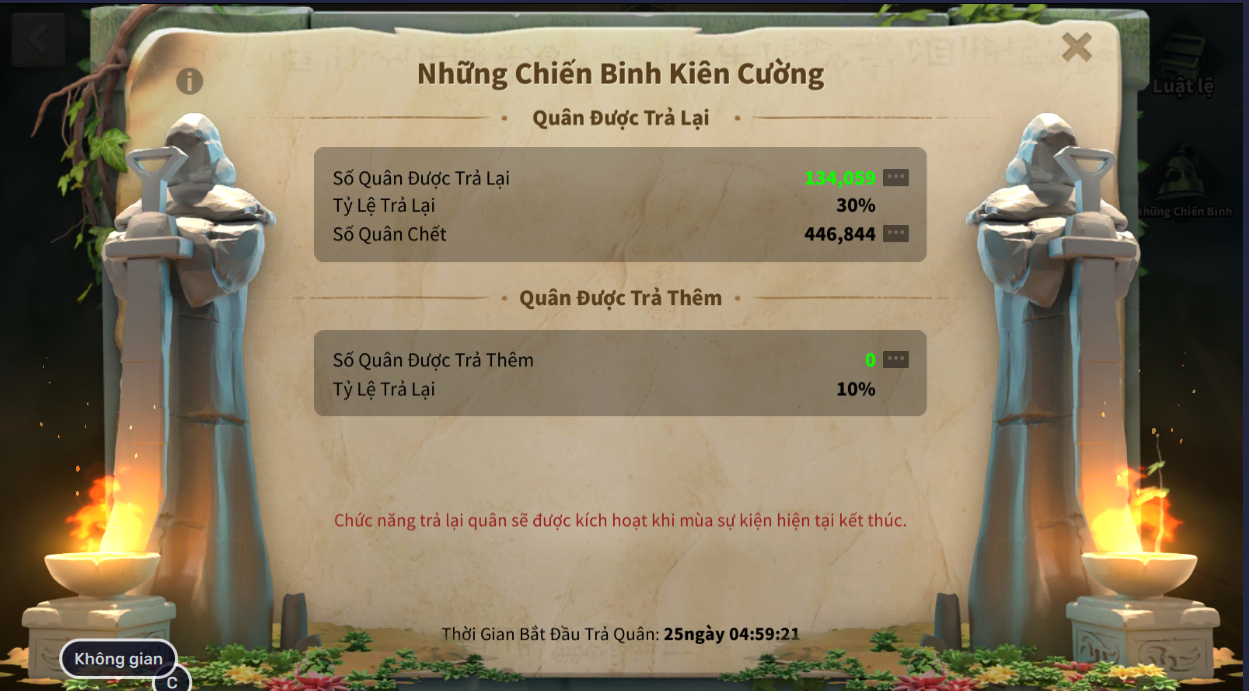 Những Chiến Binh Kiên Cường
Luật lệ
Quân Được Trả Lại
Số Quân Được Trả Lại 134,059
Tỷ Lệ Trả Lại 30%
Những Chiến Binh
Số Quân Chết 446,844
Quân Được Trả Thêm
Số Quân Được Trả Thêm 0
Tỷ Lệ Trả Lại 10%
Chức năng trả lại quân sẽ được kích hoạt khi mùa sự kiện hiện tại kết thúc.
Thời Gian Bắt Đầu Trả Quân: 25ngày 04:59:21
Không gian
C